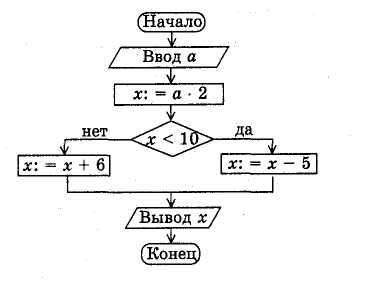 Начало
Ввод a
x: = a · 2
нет
x < 10
да
x: = x + 6
x: = x − 5
Вывод x
Конец